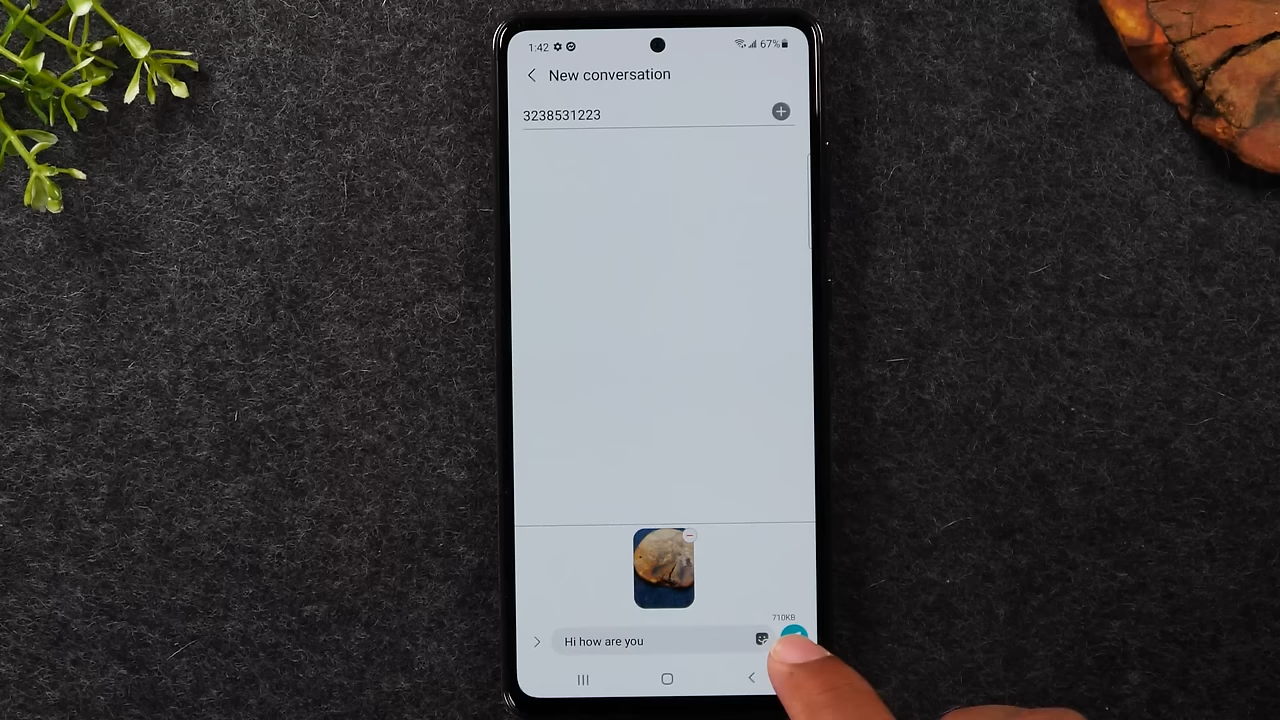 1:42 67%
New conversation
3238531223
710KB
Hi how are you